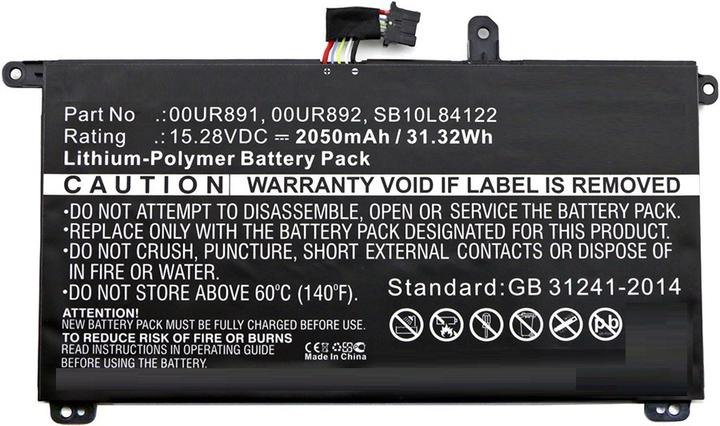 Part No .: 00UR891, 00UR892, SB10L84122
Rating .: 15.28VDC ⎓ 2050mAh / 31.32Wh
Lithium-Polymer Battery Pack
CAUTION WARRANTY VOID IF LABEL IS REMOVED
•DO NOT ATTEMPT TO DISASSEMBLE, OPEN OR SERVICE THE BATTERY PACK.
•REPLACE ONLY WITH THE BATTERY PACK DESIGNATED FOR THIS PRODUCT.
•DO NOT CRUSH, PUNCTURE, SHORT EXTERNAL CONTACTS OR DISPOSE OF
IN FIRE OR WATER.
•DO NOT STORE ABOVE 60°C (140°F).
Standard: GB 31241-2014
ATTENTION!
NEW BATTERY PACK MUST BE FULLY CHARGED BEFORE FIRST USE.
TO REDUCE RISK OF FIRE OR BURNS
READ INSTRUCTIONS IN OPERATING GUIDE
BEFORE USING THE BATTERY.
CE
Made In China
Pb